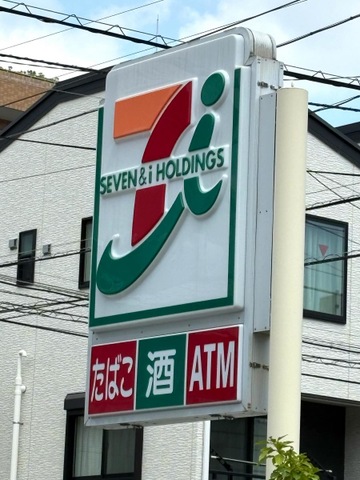 SEVEN & i HOLDINGS
たばこ 酒 ATM